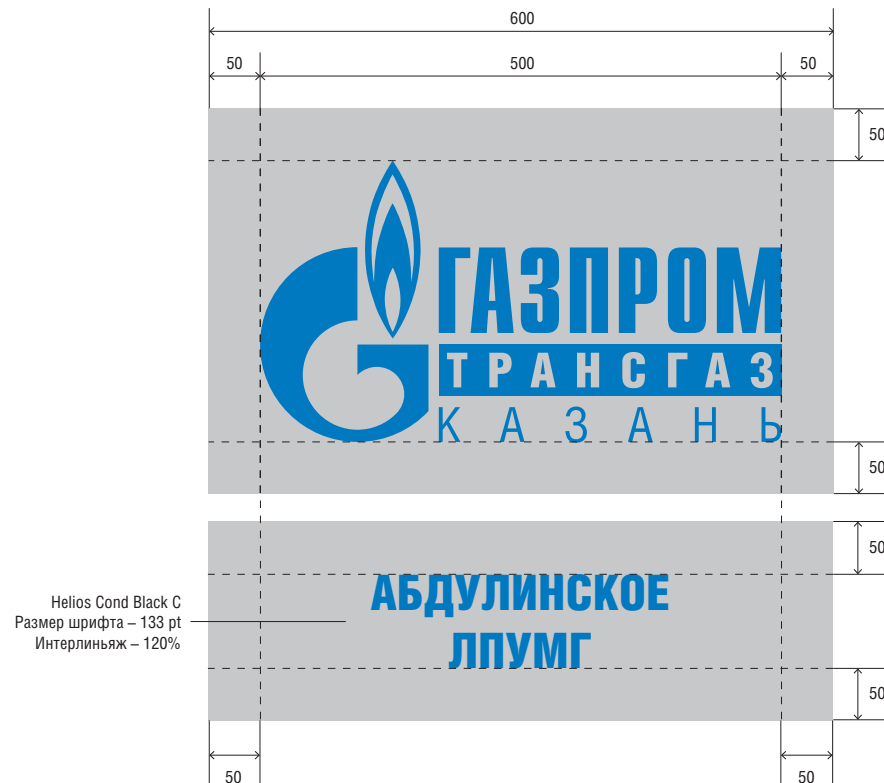 600
50 500 50
50
ГАЗПРОМ
ТРАНСГАЗ
КАЗАНЬ
50
50
АБДУЛИНСКОЕ
ЛПУМГ
Helios Cond Black C
Размер шрифта – 133 pt
Интерлиньяж – 120%
50
50 50